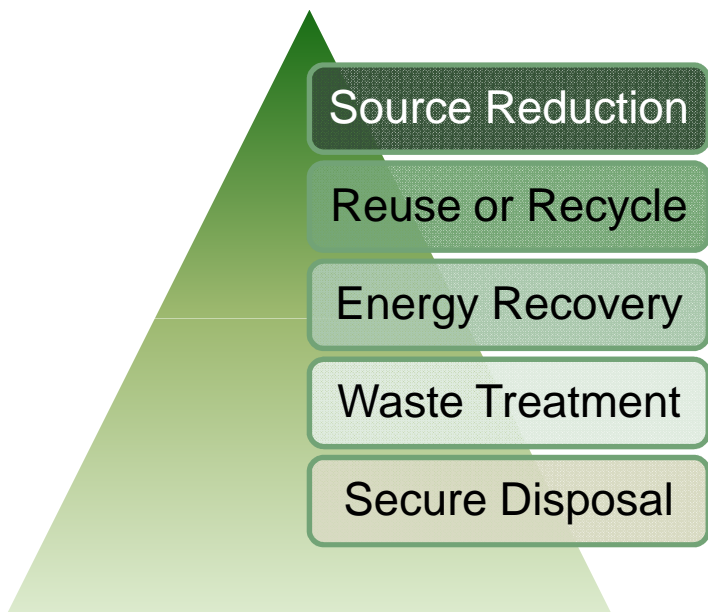 Source Reduction
Reuse or Recycle
Energy Recovery
Waste Treatment
Secure Disposal